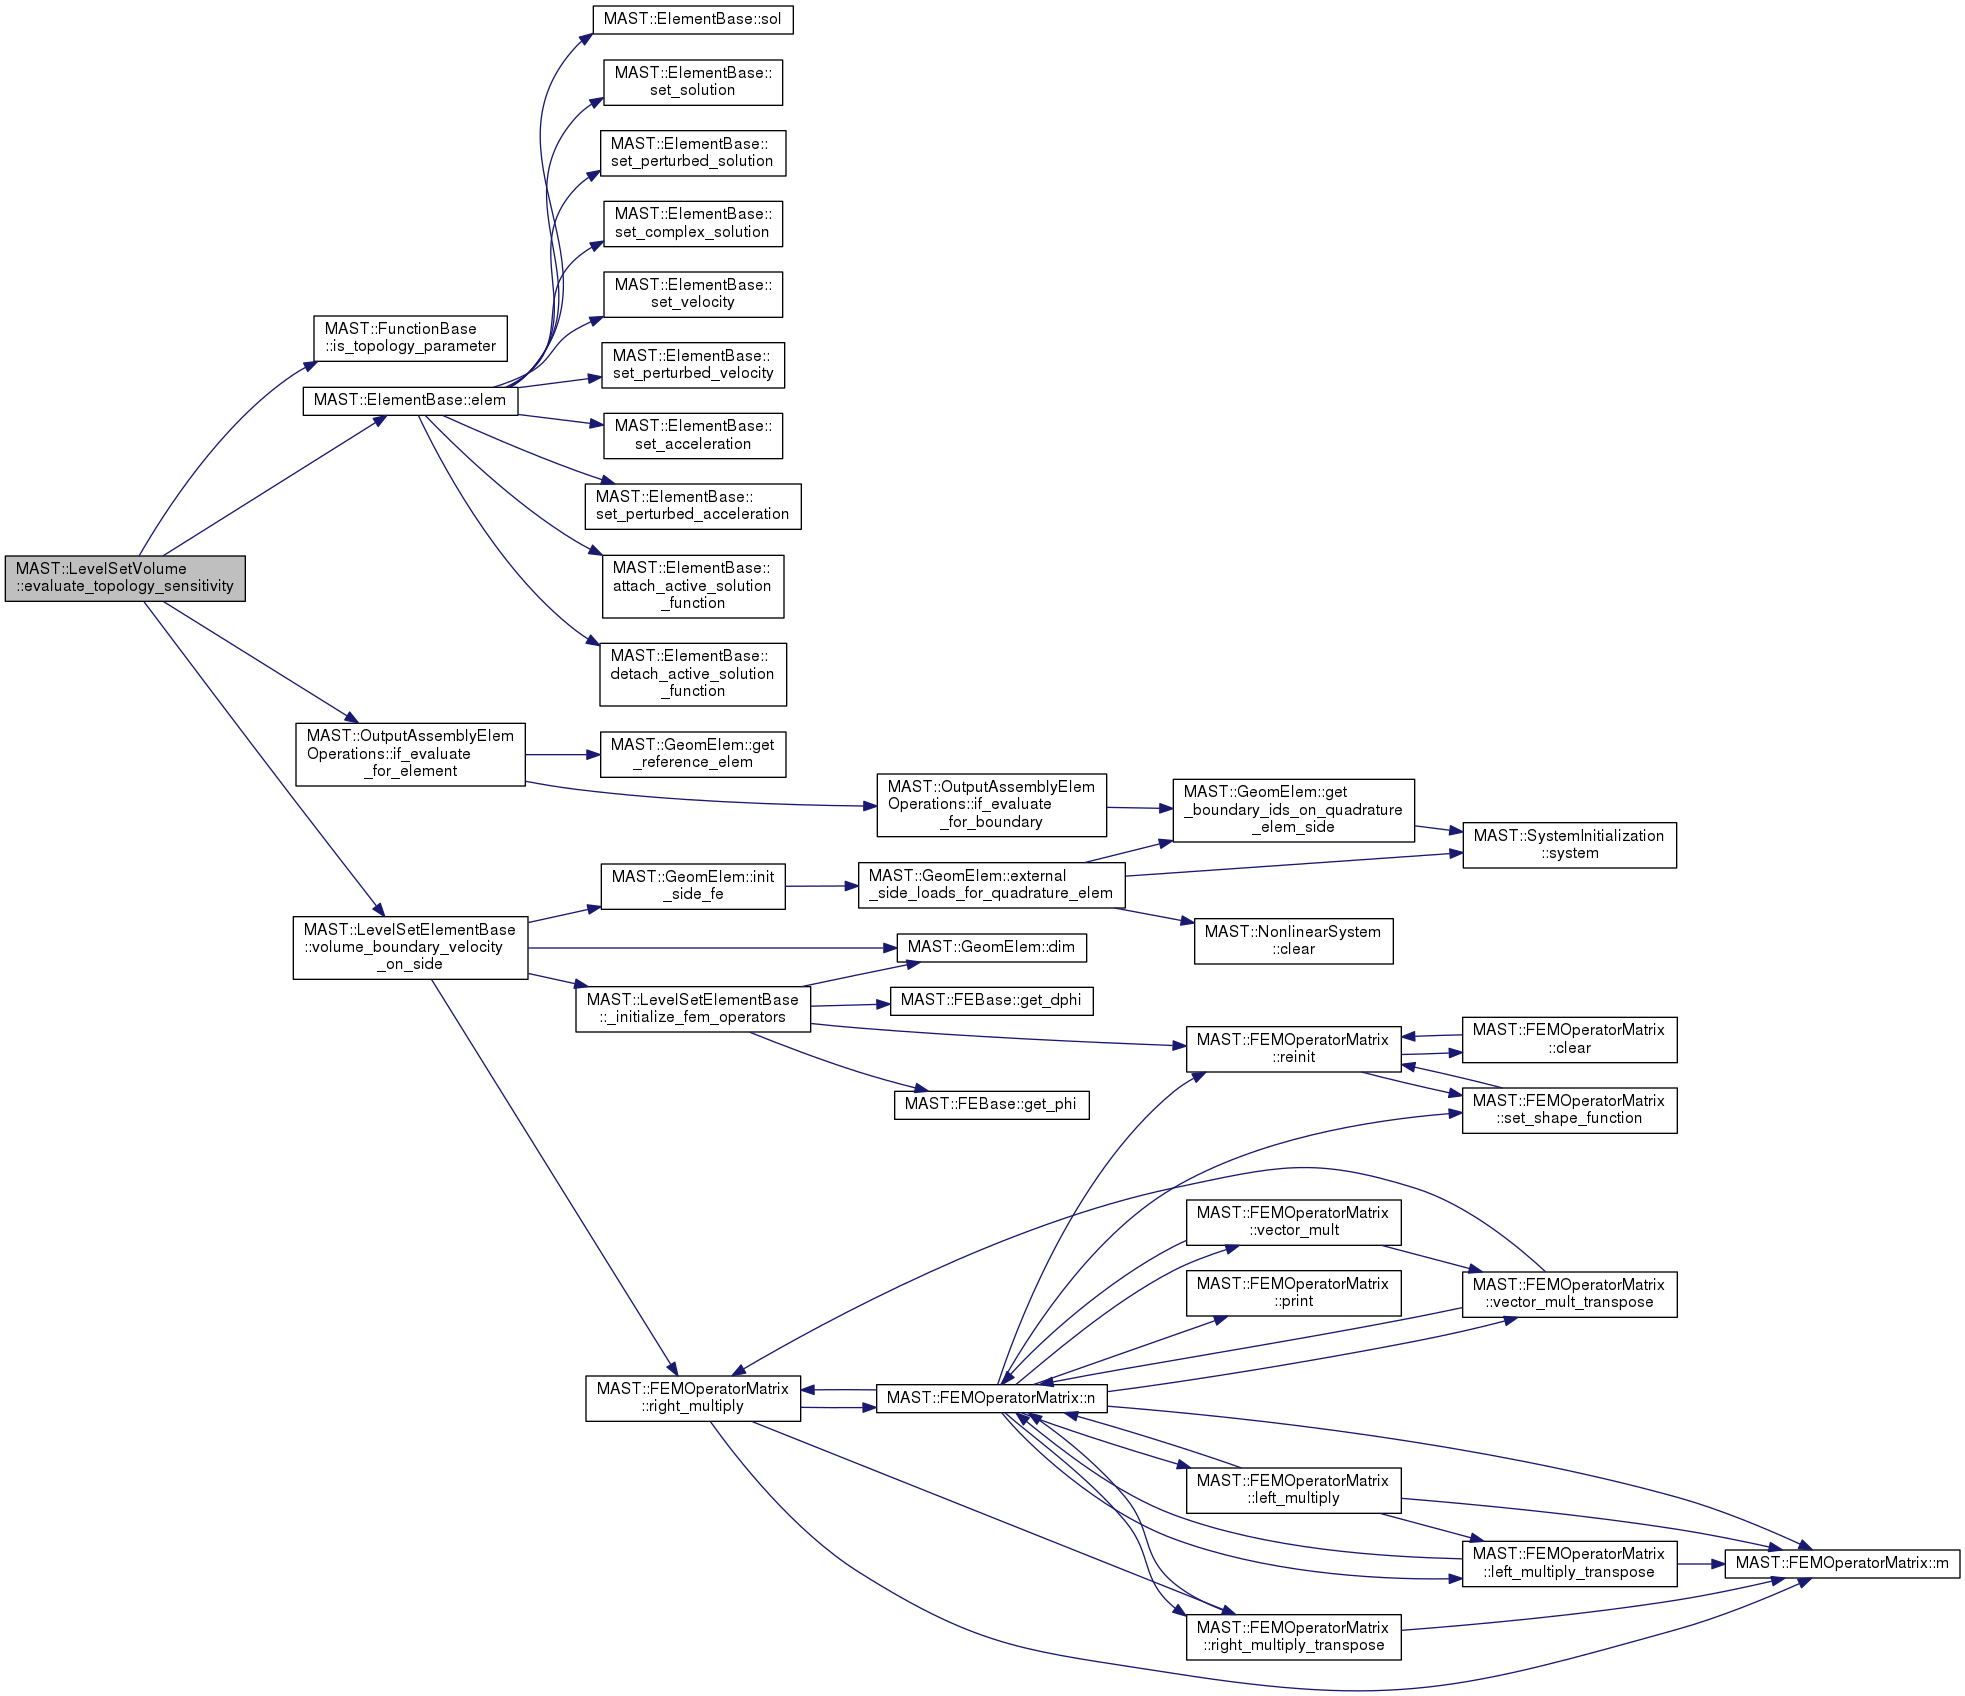 MAST::ElementBase::sol
MAST::ElementBase::
set_solution
MAST::ElementBase::
set_perturbed_solution
MAST::ElementBase::
set_complex_solution
MAST::ElementBase::
set_velocity
MAST::FunctionBase
::is_topology_parameter
MAST::ElementBase::
set_perturbed_velocity
MAST::ElementBase::elem
MAST::ElementBase::
set_acceleration
MAST::ElementBase::
set_perturbed_acceleration
MAST::LevelSetVolume
::evaluate_topology_sensitivity
MAST::ElementBase::
attach_active_solution
_function
MAST::ElementBase::
detach_active_solution
_function
MAST::OutputAssemblyElem
Operations::if_evaluate
_for_element
MAST::GeomElem::get
_reference_elem
MAST::OutputAssemblyElem
Operations::if_evaluate
_for_boundary
MAST::GeomElem::get
_boundary_ids_on_quadrature
_elem_side
MAST::SystemInitialization
::system
MAST::GeomElem::init
_side_fe
MAST::GeomElem::external
_side_loads_for_quadrature_elem
MAST::NonlinearSystem
::clear
MAST::LevelSetElementBase
::volume_boundary_velocity
_on_side
MAST::GeomElem::dim
MAST::LevelSetElementBase
::_initialize_fem_operators
MAST::FEBase::get_dphi
MAST::FEMOperatorMatrix
::reinit
MAST::FEMOperatorMatrix
::clear
MAST::FEBase::get_phi
MAST::FEMOperatorMatrix
::set_shape_function
MAST::FEMOperatorMatrix
::vector_mult
MAST::FEMOperatorMatrix
::print
MAST::FEMOperatorMatrix
::vector_mult_transpose
MAST::FEMOperatorMatrix
::right_multiply
MAST::FEMOperatorMatrix::n
MAST::FEMOperatorMatrix
::left_multiply
MAST::FEMOperatorMatrix
::left_multiply_transpose
MAST::FEMOperatorMatrix::m
MAST::FEMOperatorMatrix
::right_multiply_transpose